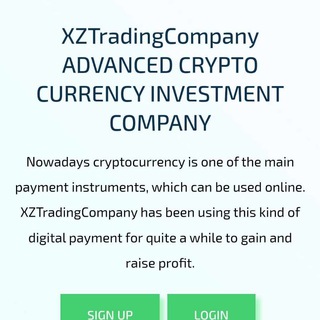 XZTradingCompany
ADVANCED CRYPTO
CURRENCY INVESTMENT
COMPANY
Nowadays cryptocurrency is one of the main
payment instruments, which can be used online.
XZTradingCompany has been using this kind of
digital payment for quite a while to gain and
raise profit.
SIGN UP
LOGIN